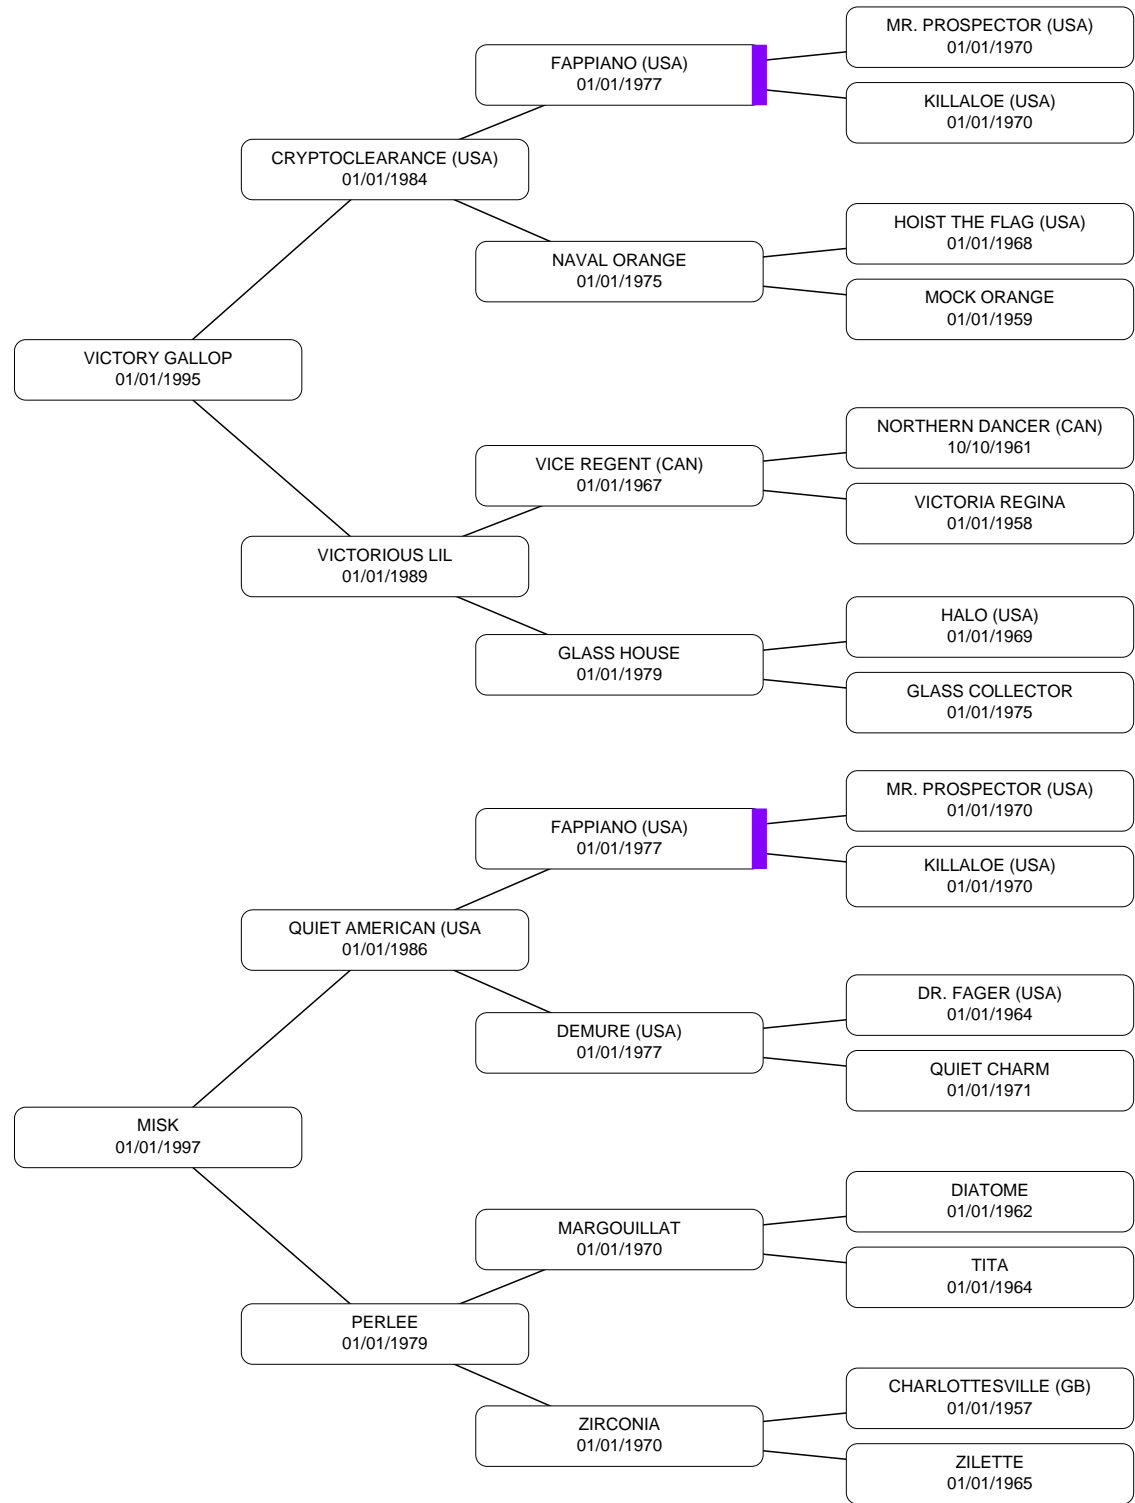 MR. PROSPECTOR (USA)
01/01/1970
FAPPIANO (USA)
01/01/1977
KILLALOE (USA)
01/01/1970
CRYPTOCLEARANCE (USA)
01/01/1984
HOIST THE FLAG (USA)
01/01/1968
NAVAL ORANGE
01/01/1975
MOCK ORANGE
01/01/1959
VICTORY GALLOP
01/01/1995
NORTHERN DANCER (CAN)
10/10/1961
VICE REGENT (CAN)
01/01/1967
VICTORIA REGINA
01/01/1958
VICTORIOUS LIL
01/01/1989
HALO (USA)
01/01/1969
GLASS HOUSE
01/01/1979
GLASS COLLECTOR
01/01/1975
MR. PROSPECTOR (USA)
01/01/1970
FAPPIANO (USA)
01/01/1977
KILLALOE (USA)
01/01/1970
QUIET AMERICAN (USA
01/01/1986
DR. FAGER (USA)
01/01/1964
DEMURE (USA)
01/01/1977
QUIET CHARM
01/01/1971
MISK
01/01/1997
DIATOME
01/01/1962
MARGOUILLAT
01/01/1970
TITA
01/01/1964
PERLEE
01/01/1979
CHARLOTTESVILLE (GB)
01/01/1957
ZIRCONIA
01/01/1970
ZILETTE
01/01/1965